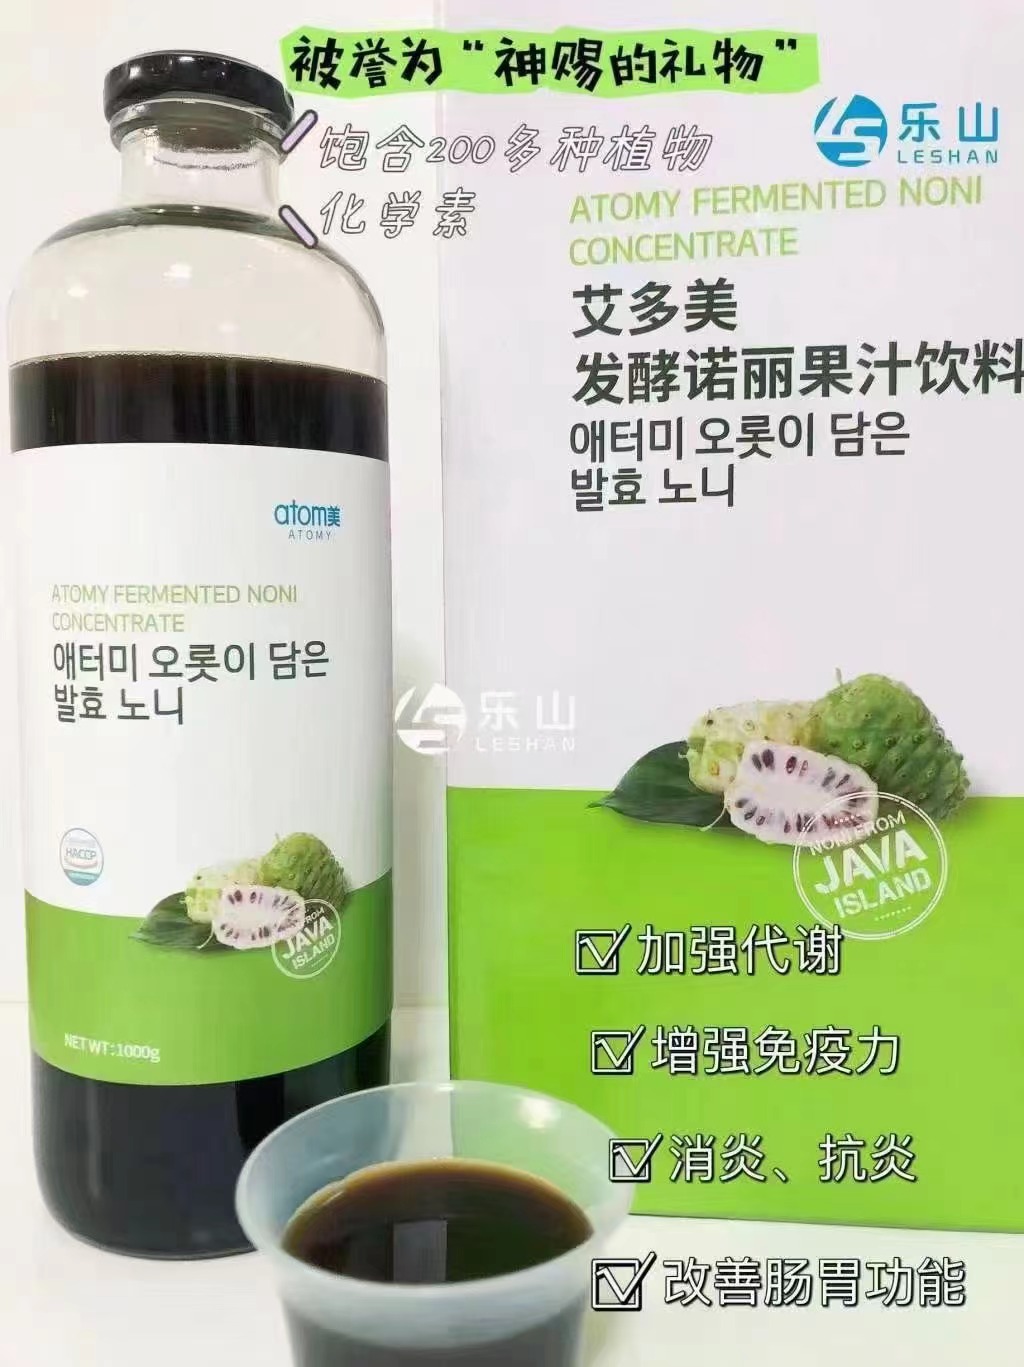 被誉为“神赐的礼物”
饱含200多种植物
化学素
乐山
LESHAN
ATOMY FERMENTED NONI
CONCENTRATE
艾多美
发酵诺丽果汁饮料
애터미 오롯이 담은
발효 노니
atom美
ATOMY
ATOMY FERMENTED NONI
CONCENTRATE
애터미 오롯이 담은
발효 노니
乐山
LESHAN
HACCP
NONI FROM
JAVA
ISLAND
FROM
JAVA
ISLAND
NET WT:1000g
加强代谢
增强免疫力
消炎、抗炎
改善肠胃功能